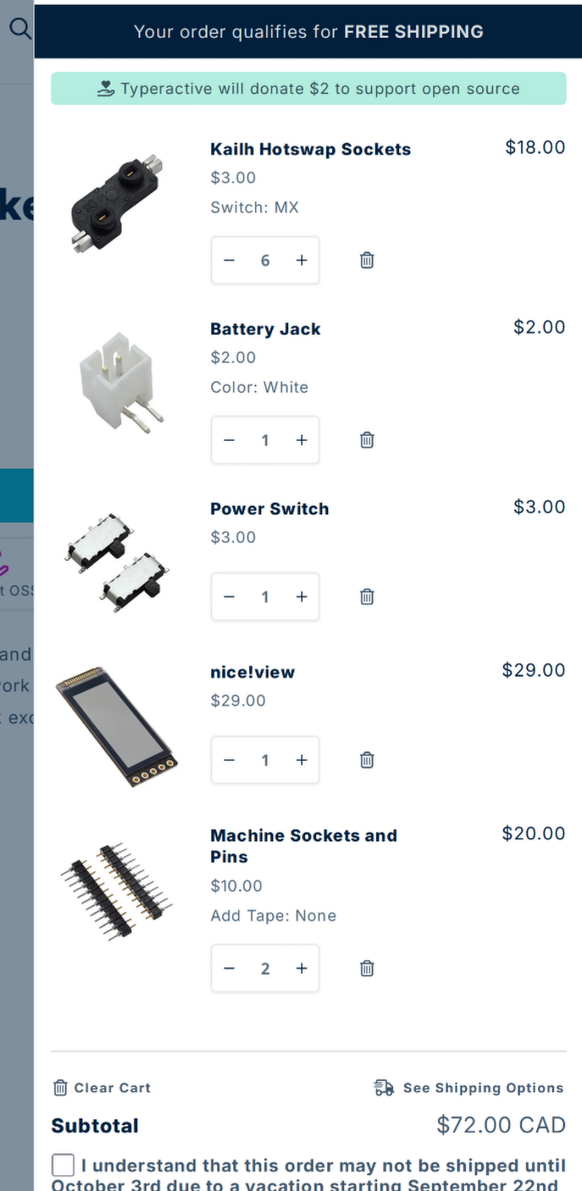 Your order qualifies for FREE SHIPPING
Typeractive will donate $2 to support open source
ke
Kailh Hotswap Sockets
$18.00
$3.00
Switch: MX
− 6 +
Battery Jack
$2.00
$2.00
Color: White
− 1 +
Power Switch
$3.00
$3.00
− 1 +
t OSS
and
ork
exc
nice!view
$29.00
$29.00
− 1 +
Machine Sockets and
Pins
$20.00
$10.00
Add Tape: None
− 2 +
Clear Cart
See Shipping Options
Subtotal
$72.00 CAD
I understand that this order may not be shipped until
October 3rd due to a vacation starting September 22nd